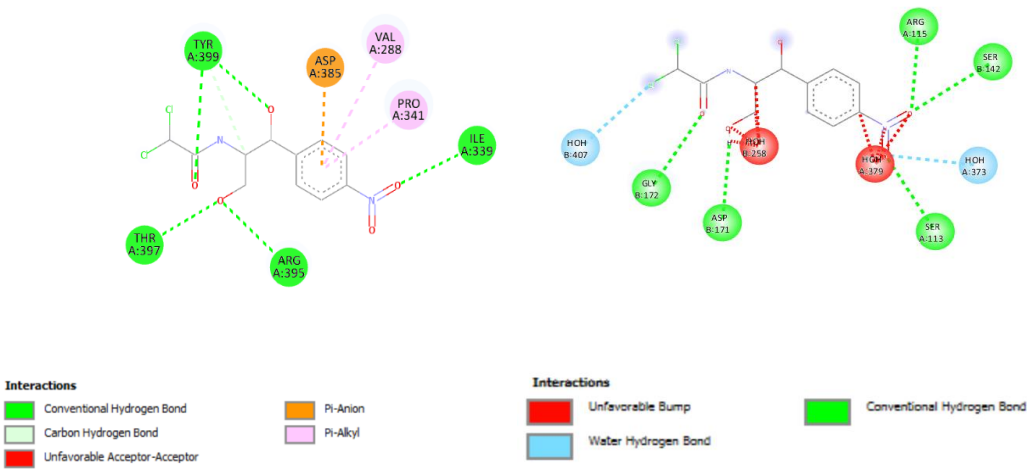 TYR
A:399
VAL
A:288
ASP
A:385
PRO
A:341
ILE
A:339
THR
A:397
ARG
A:395
Cl
Cl
O
N
O
O
N
O
O
ARG
A:115
SER
B:142
HOH
B:407
HOH
B:258
HOH
A:379
HOH
A:373
GLY
B:172
ASP
B:171
SER
A:113
Interactions
Conventional Hydrogen Bond
Carbon Hydrogen Bond
Unfavorable Acceptor-Acceptor
Pi-Anion
Pi-Alkyl
Interactions
Unfavorable Bump
Water Hydrogen Bond
Conventional Hydrogen Bond